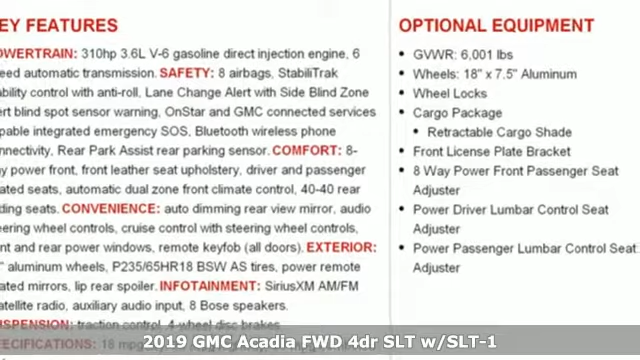 EY FEATURES
OWERTRAIN: 310hp 3.6L V-6 gasoline direct injection engine, 6
eed automatic transmission. SAFETY: 8 airbags, StabiliTrak
ability control with anti-roll, Lane Change Alert with Side Blind Zone
ert blind spot sensor warning, OnStar and GMC connected services
pable integrated emergency SOS, Bluetooth wireless phone
nnectivity, Rear Park Assist rear parking sensor. COMFORT: 8-
ay power front, front leather seat upholstery, driver and passenger
ated seats, automatic dual zone front climate control, 40-40 rear
ding seats. CONVENIENCE: auto dimming rear view mirror, audio
eering wheel controls, cruise control with steering wheel controls,
nt and rear power windows, remote keyfob (all doors). EXTERIOR:
" aluminum wheels, P235/65HR18 BSW AS tires, power remote
ated mirrors, lip rear spoiler. INFOTAINMENT: SiriusXM AM/FM
atellite radio, auxiliary audio input, 8 Bose speakers.
USPENSION: traction control, 4-wheel disc brakes
PECIFICATIONS: 18 mpg
OPTIONAL EQUIPMENT
• GVWR: 6,001 lbs
• Wheels: 18" x 7.5" Aluminum
• Wheel Locks
• Cargo Package
• Retractable Cargo Shade
• Front License Plate Bracket
• 8 Way Power Front Passenger Seat
Adjuster
• Power Driver Lumbar Control Seat
Adjuster
• Power Passenger Lumbar Control Seat
Adjuster
2019 GMC Acadia FWD 4dr SLT w/SLT-1